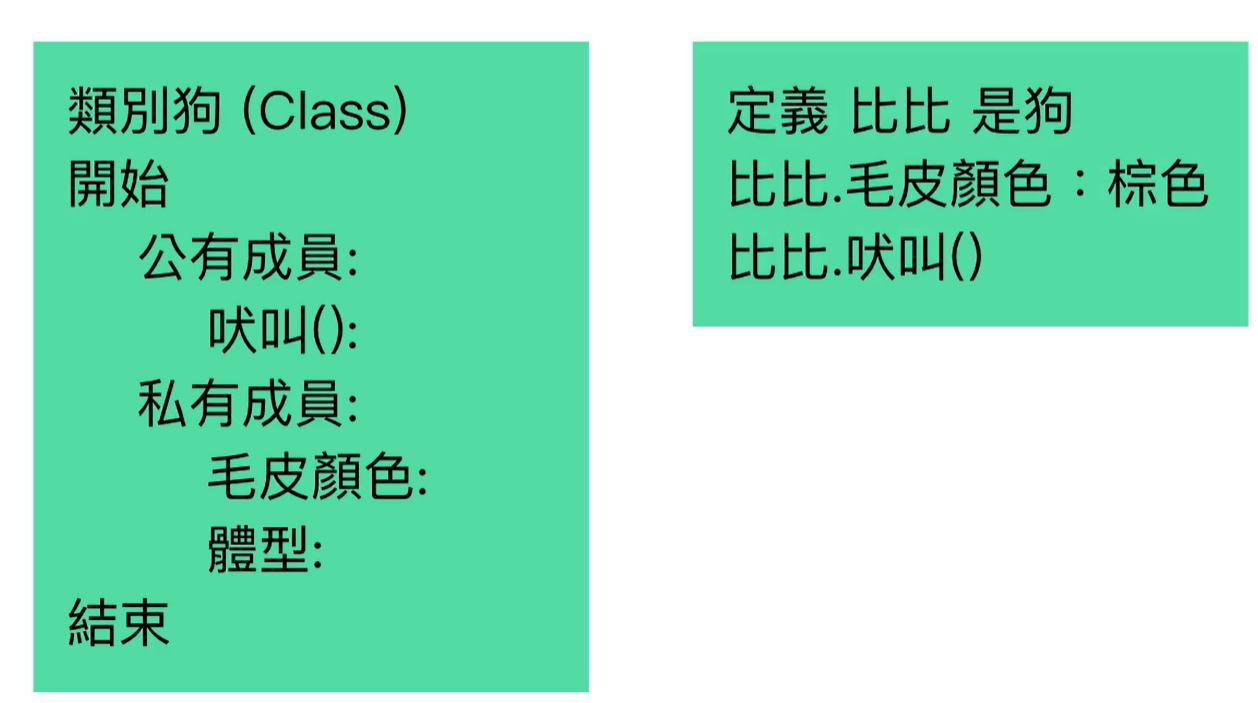 類別狗 (Class)
開始
公有成員:
吠叫():
私有成員:
毛皮顏色:
體型:
結束
定義 比比 是狗
比比.毛皮顏色：棕色
比比.吠叫()